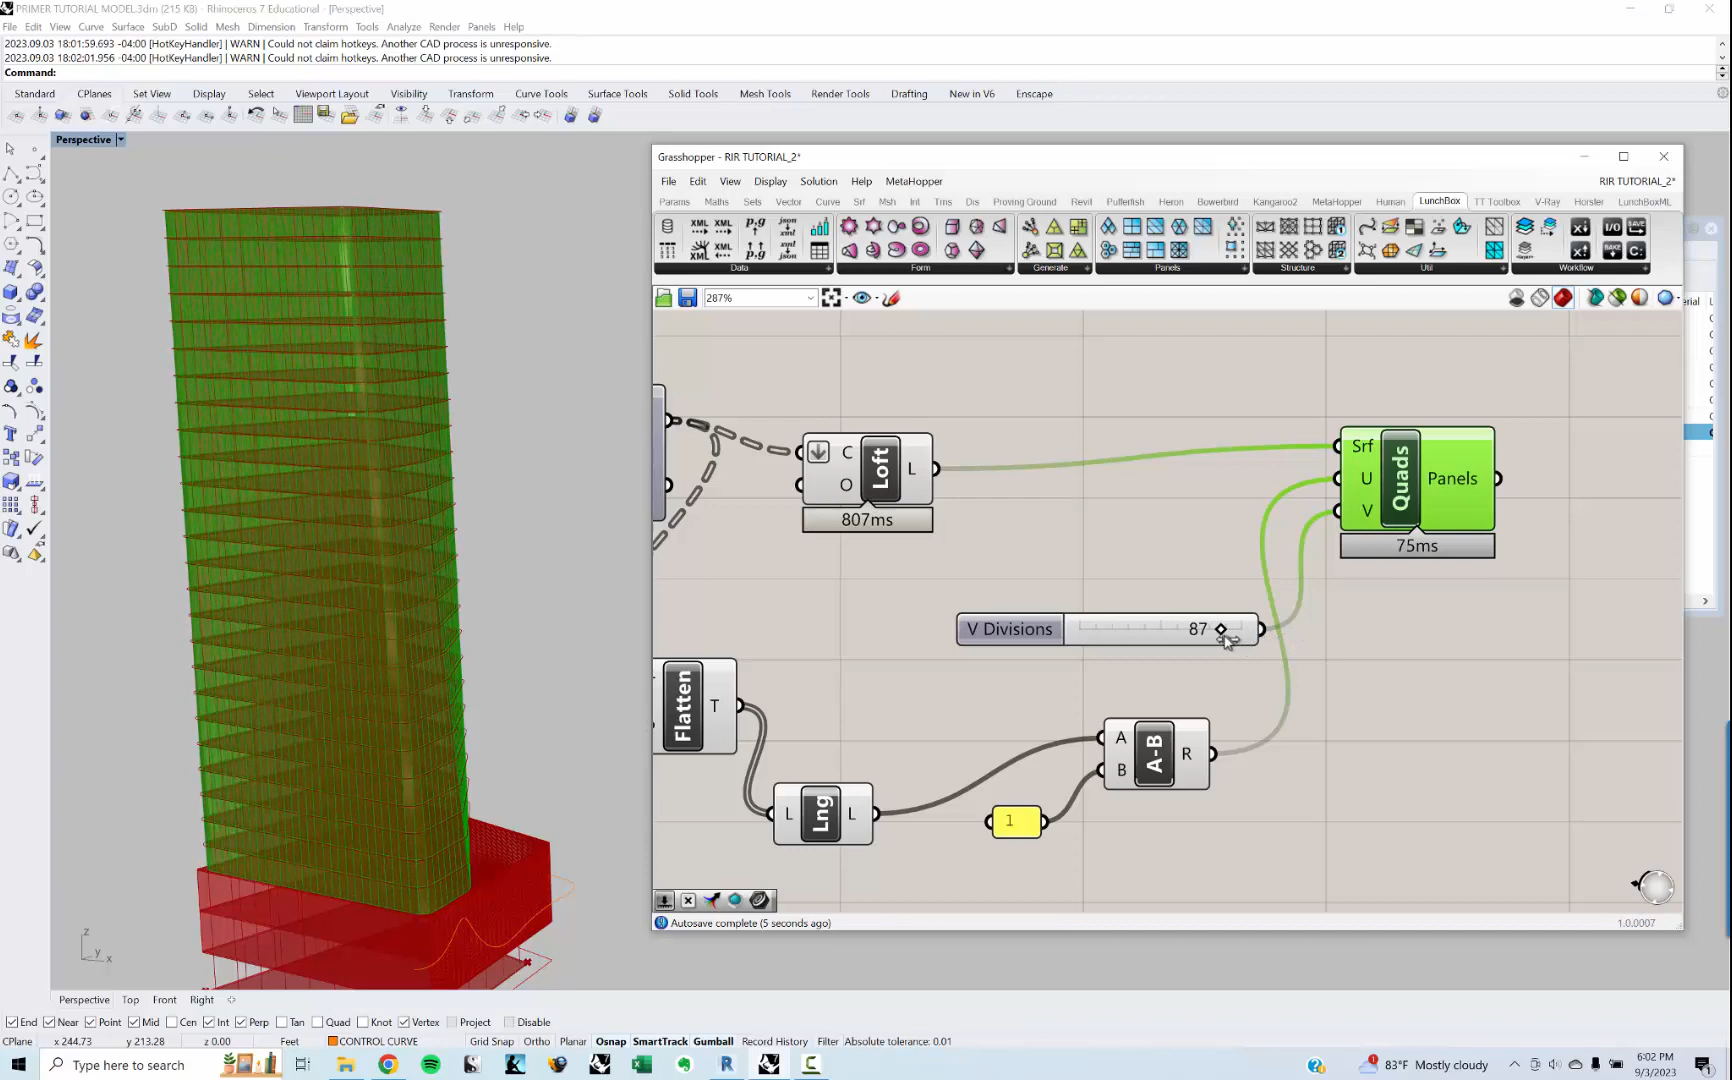 PRIMER TUTORIAL MODEL.3dm (215 KB) - Rhinoceros 7 Educational - [Perspective]
File Edit View Curve Surface SubD Solid Mesh Dimension Transform Tools Analyze Render Panels Help
2023.09.03 18:01:59.693 -04:00 [HotKeyHandler] | WARN | Could not claim hotkeys. Another CAD process is unresponsive.
2023.09.03 18:02:01.956 -04:00 [HotKeyHandler] | WARN | Could not claim hotkeys. Another CAD process is unresponsive.
Command:
Standard CPlanes Set View Display Select Viewport Layout Visibility Transform Curve Tools Surface Tools Solid Tools Mesh Tools Render Tools Drafting New in V6 Enscape
Perspective
Grasshopper - RIR TUTORIAL_2*
File Edit View Display Solution Help MetaHopper RIR TUTORIAL_2*
Params Maths Sets Vector Curve Srf Msh Int Trns Dis Proving Ground Revit Pufferfish Heron Bowerbird Kangaroo2 MetaHopper Human LunchBox TT Toolbox V-Ray Horster LunchBoxML
Data Form Generate Panels Structure Util Workflow
287%
C
O
Loft
L
807ms
Srf
U
V
Quads
Panels
75ms
V Divisions 87
Flatten
T
A
B
A-B
R
L
Lng
L
1
Autosave complete (5 seconds ago) 1.0.0007
z
y
x
Perspective Top Front Right
End Near Point Mid Cen Int Perp Tan Quad Knot Vertex Project Disable
CPlane x 244.73 y 213.28 z 0.00 Feet CONTROL CURVE Grid Snap Ortho Planar Osnap SmartTrack Gumball Record History Filter Absolute tolerance: 0.01
Type here to search 83°F Mostly cloudy 6:02 PM
9/3/2023